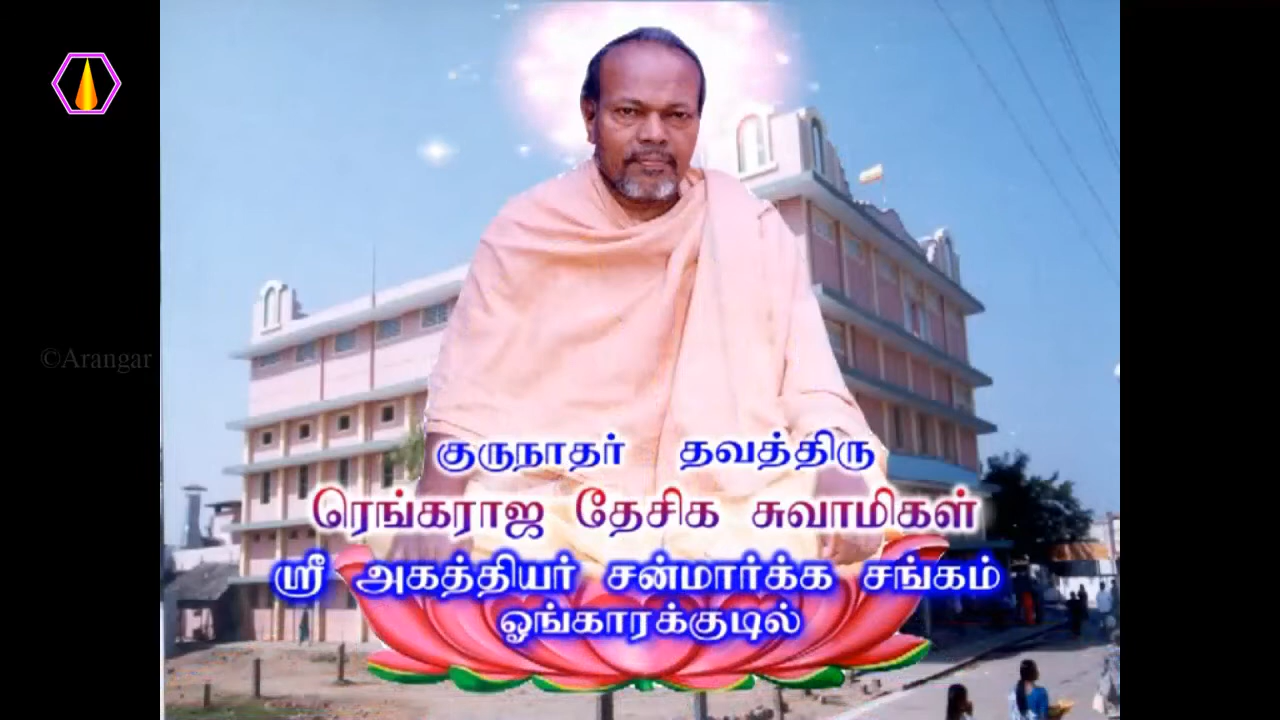 ©Arangar
குருநாதர் தவத்திரு
ரெங்கராஜ தேசிக சுவாமிகள்
ஸ்ரீ அகத்தியர் சன்மார்க்க சங்கம்
ஓங்காரக்குடில்